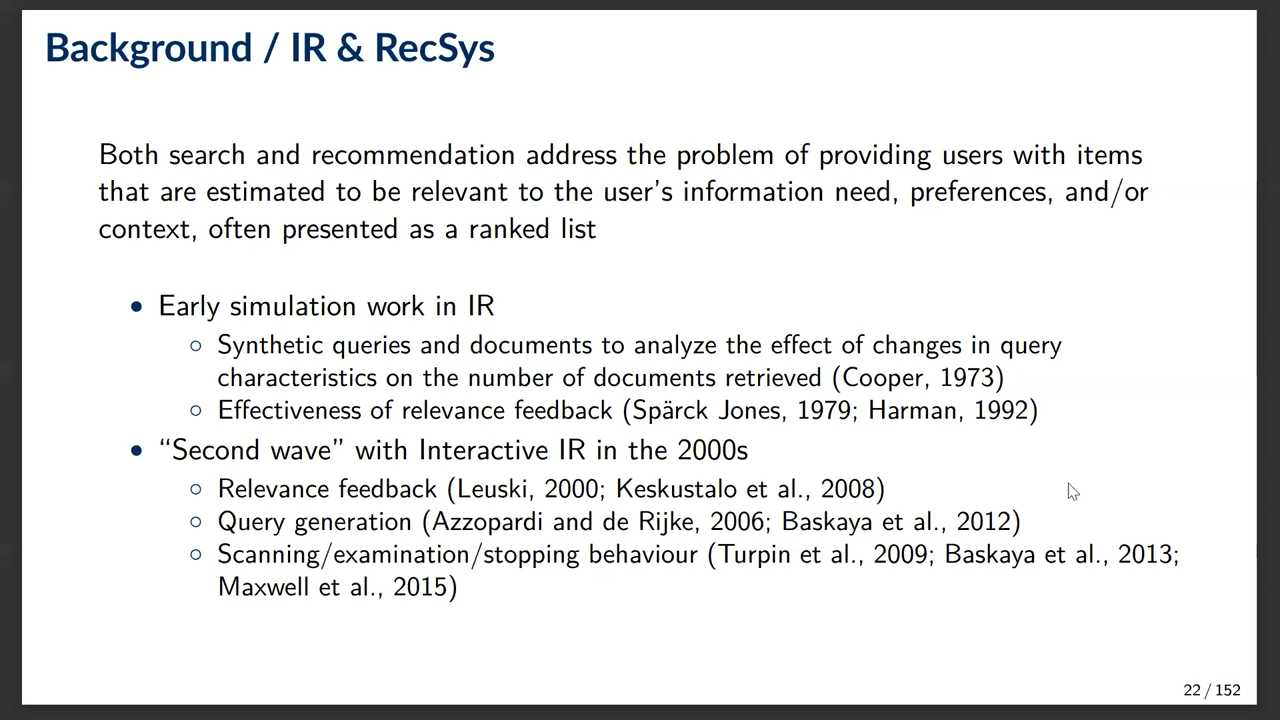 Background / IR & RecSys
Both search and recommendation address the problem of providing users with items
that are estimated to be relevant to the user's information need, preferences, and/or
context, often presented as a ranked list
• Early simulation work in IR
◦ Synthetic queries and documents to analyze the effect of changes in query
characteristics on the number of documents retrieved (Cooper, 1973)
◦ Effectiveness of relevance feedback (Spärck Jones, 1979; Harman, 1992)
• “Second wave” with Interactive IR in the 2000s
◦ Relevance feedback (Leuski, 2000; Keskustalo et al., 2008)
◦ Query generation (Azzopardi and de Rijke, 2006; Baskaya et al., 2012)
◦ Scanning/examination/stopping behaviour (Turpin et al., 2009; Baskaya et al., 2013;
Maxwell et al., 2015)
22 / 152